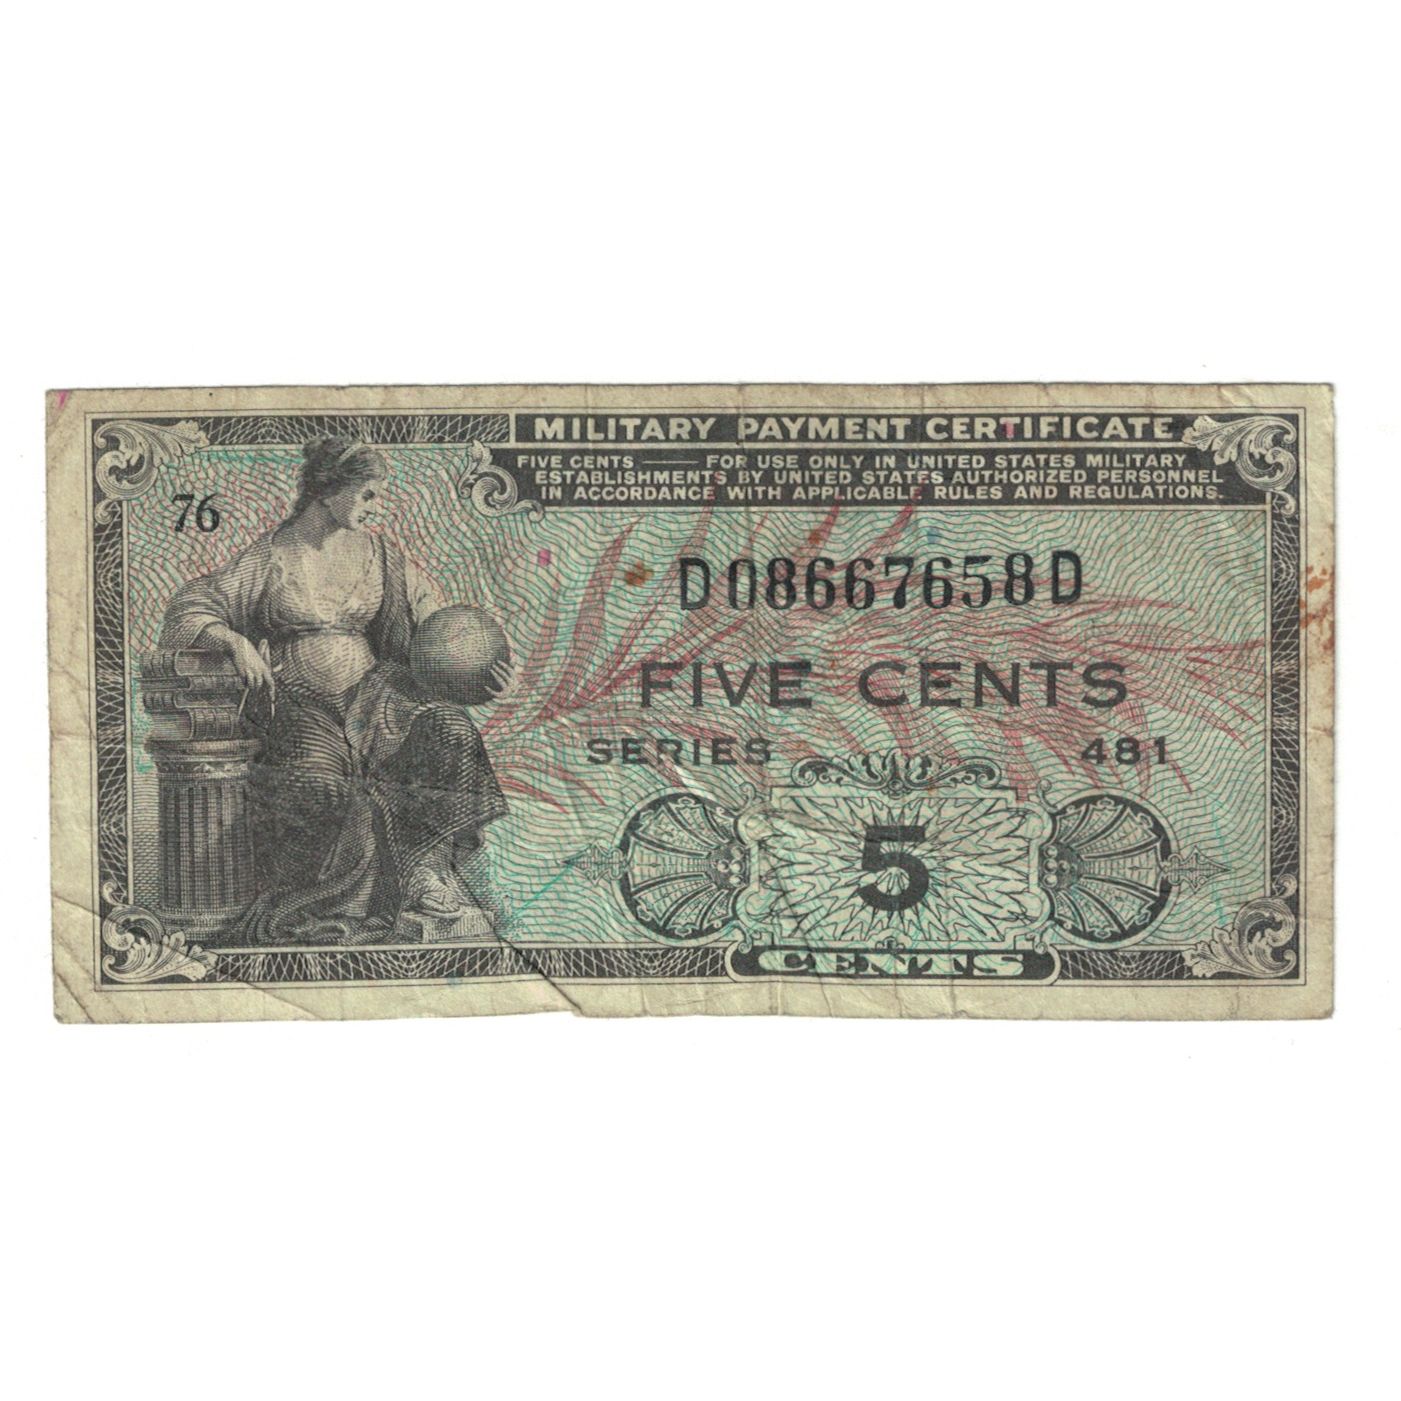 MILITARY PAYMENT CERTIFICATE
FIVE CENTS —— FOR USE ONLY IN UNITED STATES MILITARY
ESTABLISHMENTS BY UNITED STATES AUTHORIZED PERSONNEL
IN ACCORDANCE WITH APPLICABLE RULES AND REGULATIONS.
76
D08667658D
FIVE CENTS
SERIES 481
5
CENTS